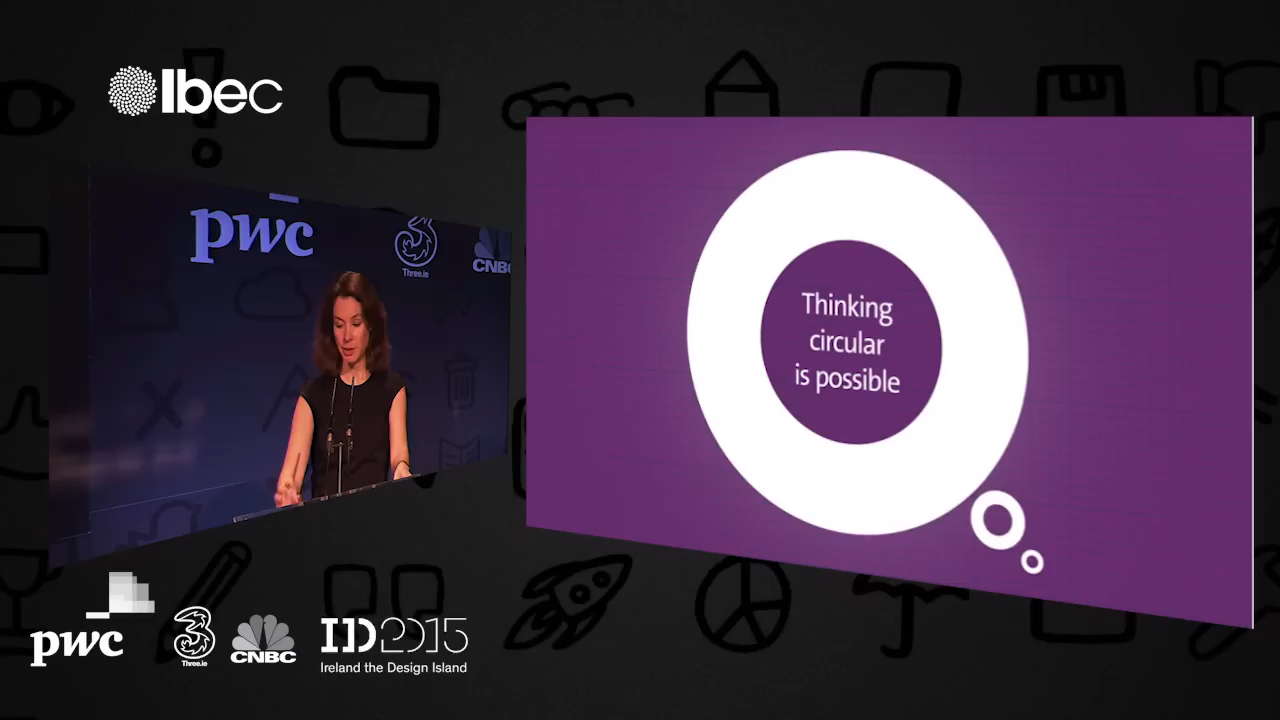 Ibec
pwc
Three.ie
CNBC
Thinking
circular
is possible
pwc
Three.ie
CNBC
ID2015
Ireland the Design Island